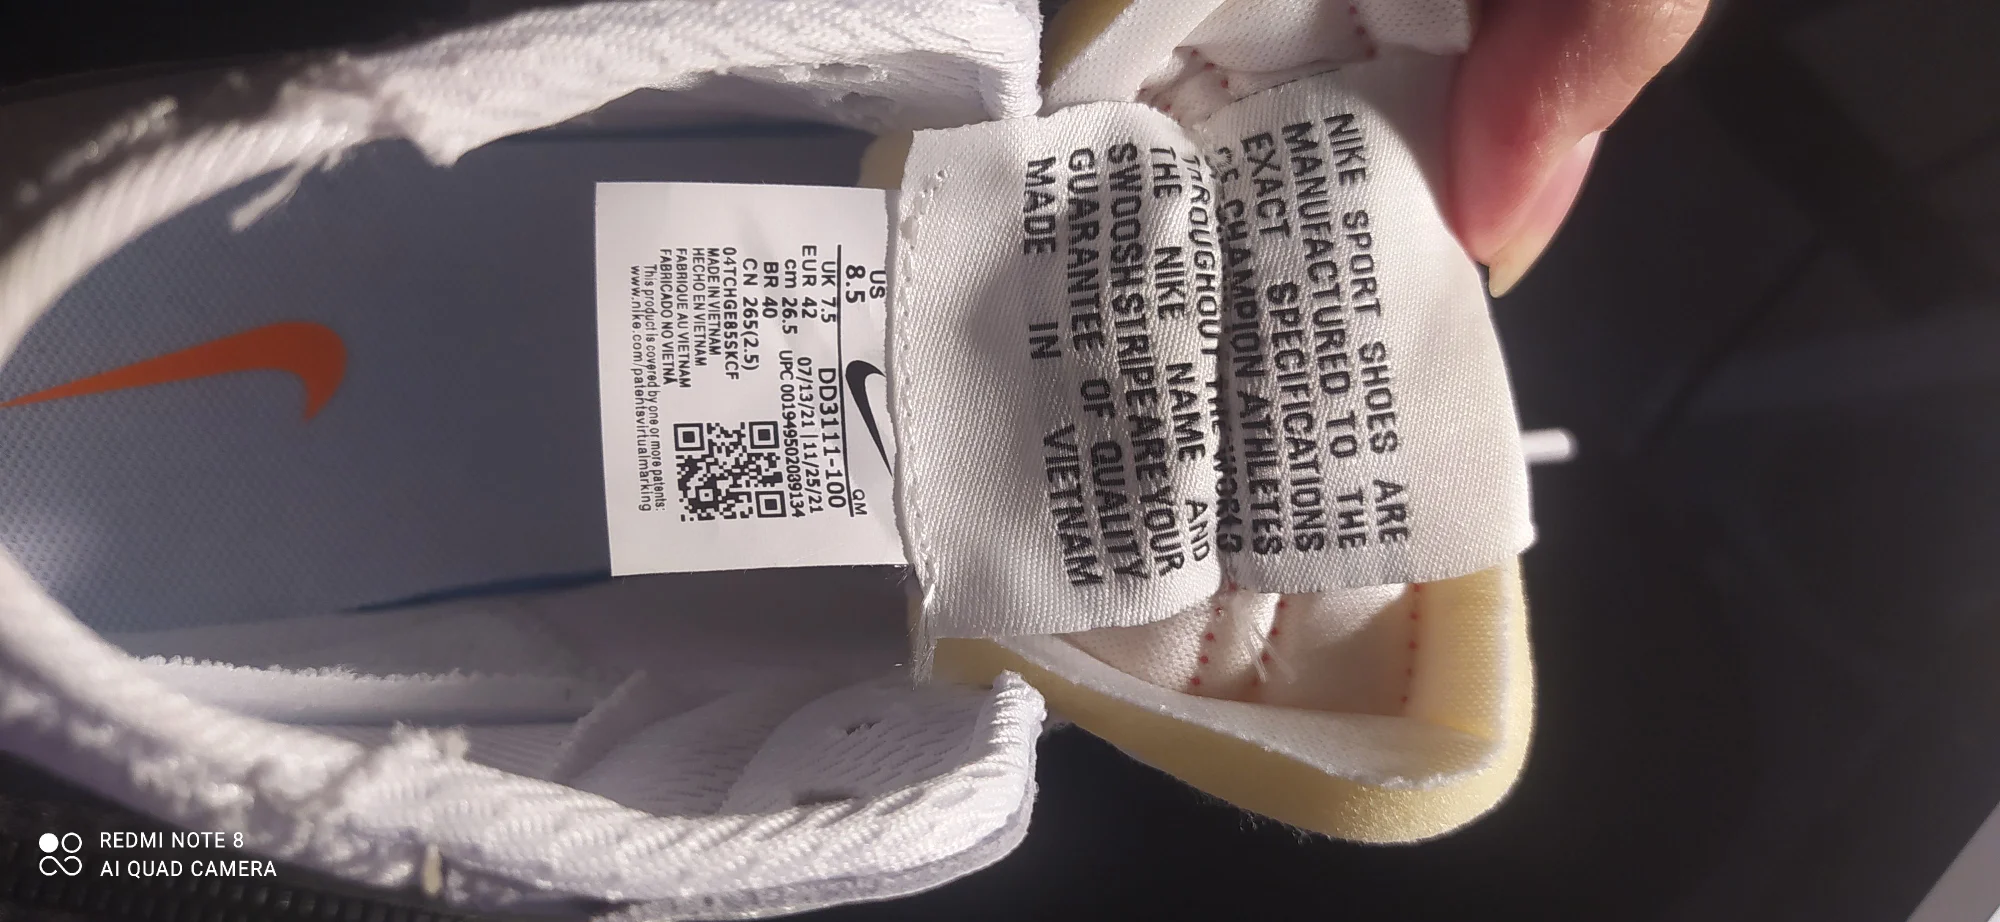 NIKE SPORT SHOES ARE
MANUFACTURED TO THE
EXACT SPECIFICATIONS
OF CHAMPION ATHLETES
THROUGHOUT THE WORLD
THE NIKE NAME AND
SWOOSH STRIPE ARE YOUR
GUARANTEE OF QUALITY
MADE IN VIETNAM
US
8.5
QM
UK 7.5 DD3111-100
EUR 42 07/13/21 | 11/25/21
cm 26.5 UPC 00194950209134
BR 40
CN 265(2.5)
04TCHGE85SKCF
MADE IN VIETNAM
HECHO EN VIETNAM
FABRIQUE AU VIETNAM
FABRICADO NO VIETNÃ
This product is covered by one or more patents:
www.nike.com/patentsvirtualmarking
REDMI NOTE 8
AI QUAD CAMERA